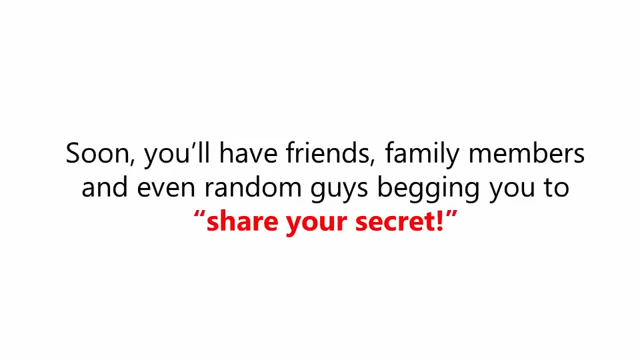 Soon, you’ll have friends, family members
and even random guys begging you to
“share your secret!”